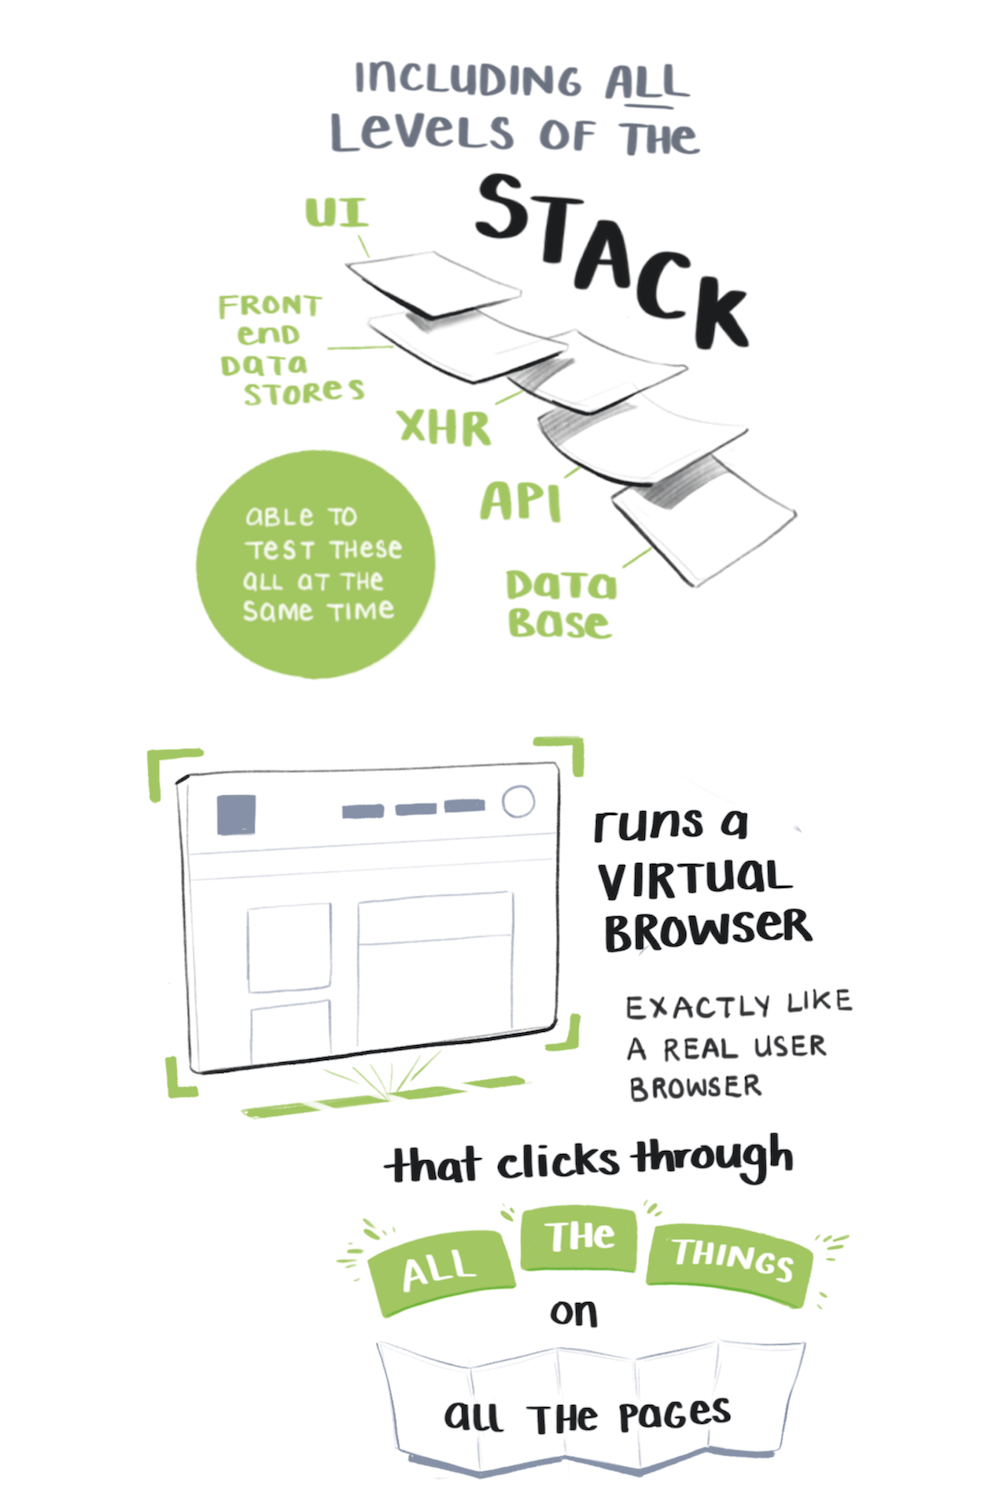 INCLUDING ALL
LEVELS OF THE
STACK
UI
FRONT
END
DATA
STORES
XHR
API
DATA
BASE
ABLE TO
TEST THESE
ALL AT THE
SAME TIME
runs a
VIRTUAL
BROWSER
EXACTLY LIKE
A REAL USER
BROWSER
that clicks through
ALL THE THINGS
on
ALL THE PAGES